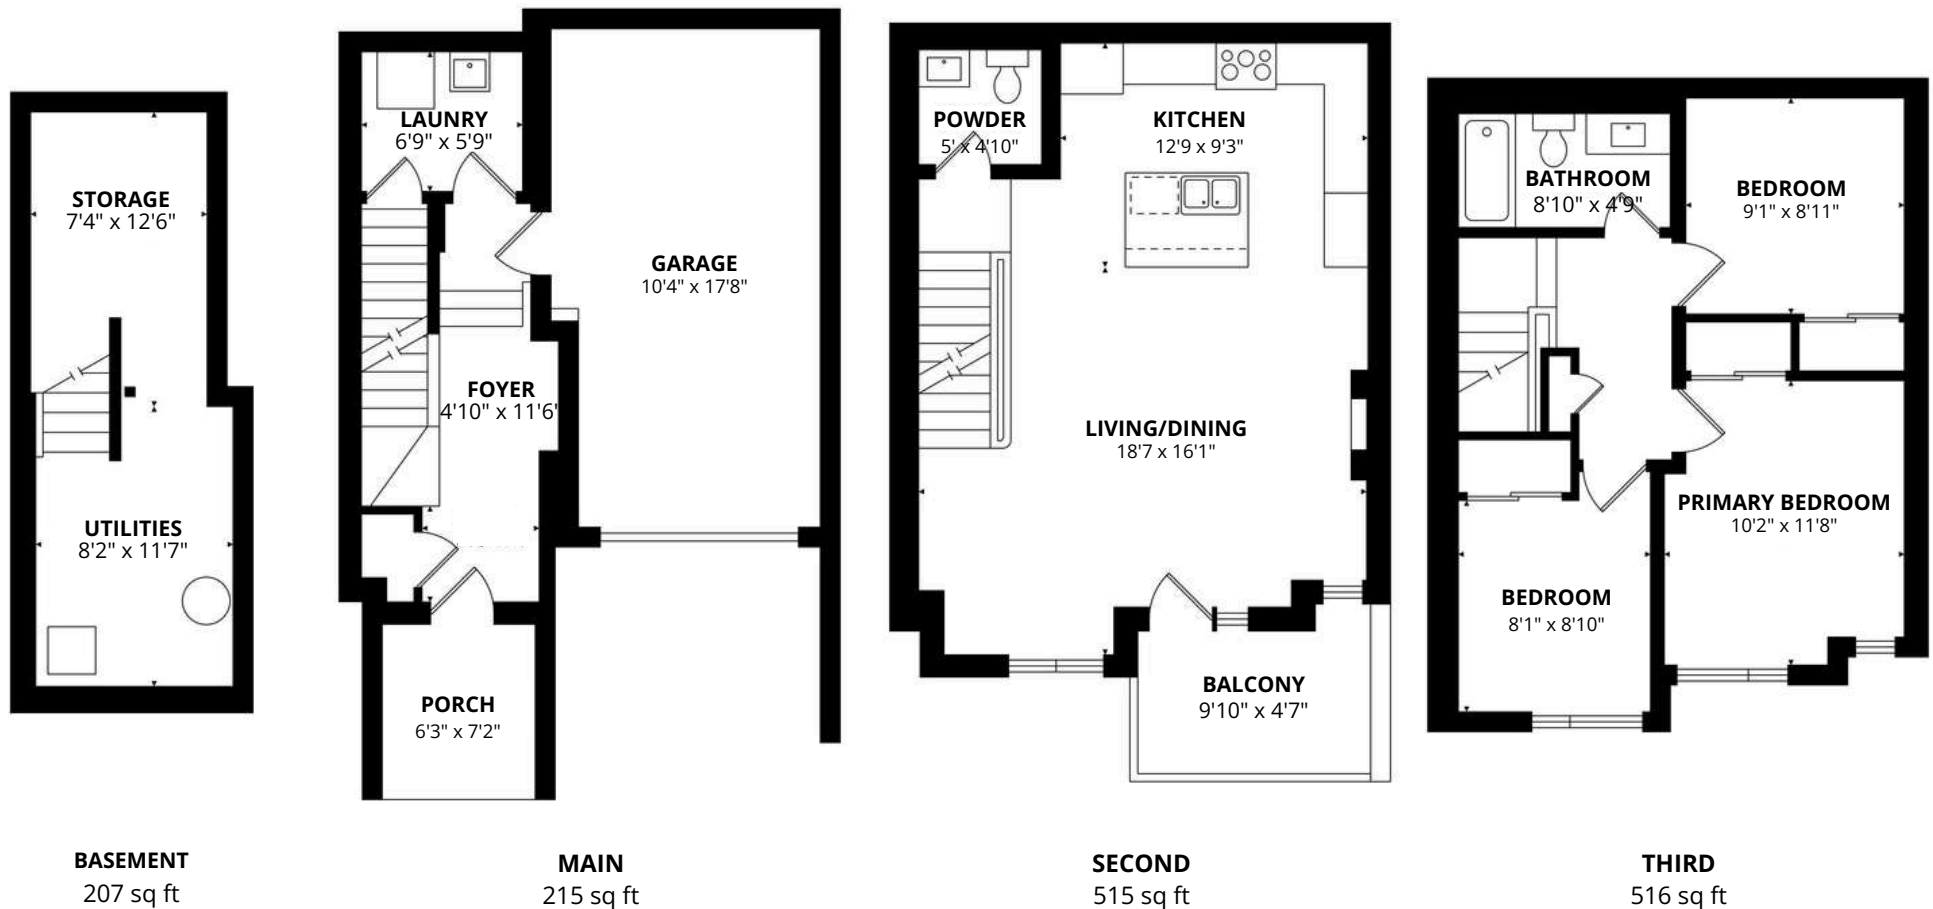 STORAGE
7'4" x 12'6"
UTILITIES
8'2" x 11'7"
BASEMENT
207 sq ft
LAUNRY
6'9" x 5'9"
GARAGE
10'4" x 17'8"
FOYER
4'10" x 11'6'
PORCH
6'3" x 7'2"
MAIN
215 sq ft
POWDER
5' x 4'10"
KITCHEN
12'9 x 9'3"
LIVING/DINING
18'7 x 16'1"
BALCONY
9'10" x 4'7"
SECOND
515 sq ft
BATHROOM
8'10" x 4'9"
BEDROOM
9'1" x 8'11"
PRIMARY BEDROOM
10'2" x 11'8"
BEDROOM
8'1" x 8'10"
THIRD
516 sq ft